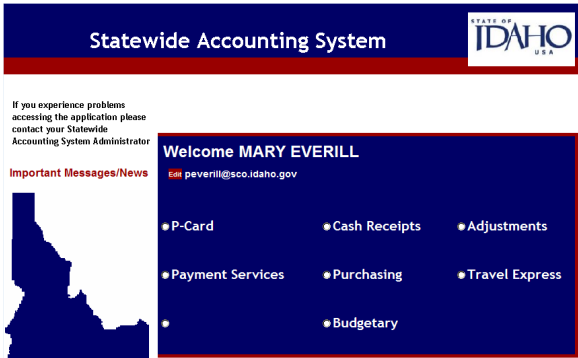 Statewide Accounting System
STATE OF
IDAHO
USA
If you experience problems
accessing the application please
contact your Statewide
Accounting System Administrator
Important Messages/News
Welcome MARY EVERILL
Edit peverill@sco.idaho.gov
P-Card Cash Receipts Adjustments
Payment Services Purchasing Travel Express
Budgetary